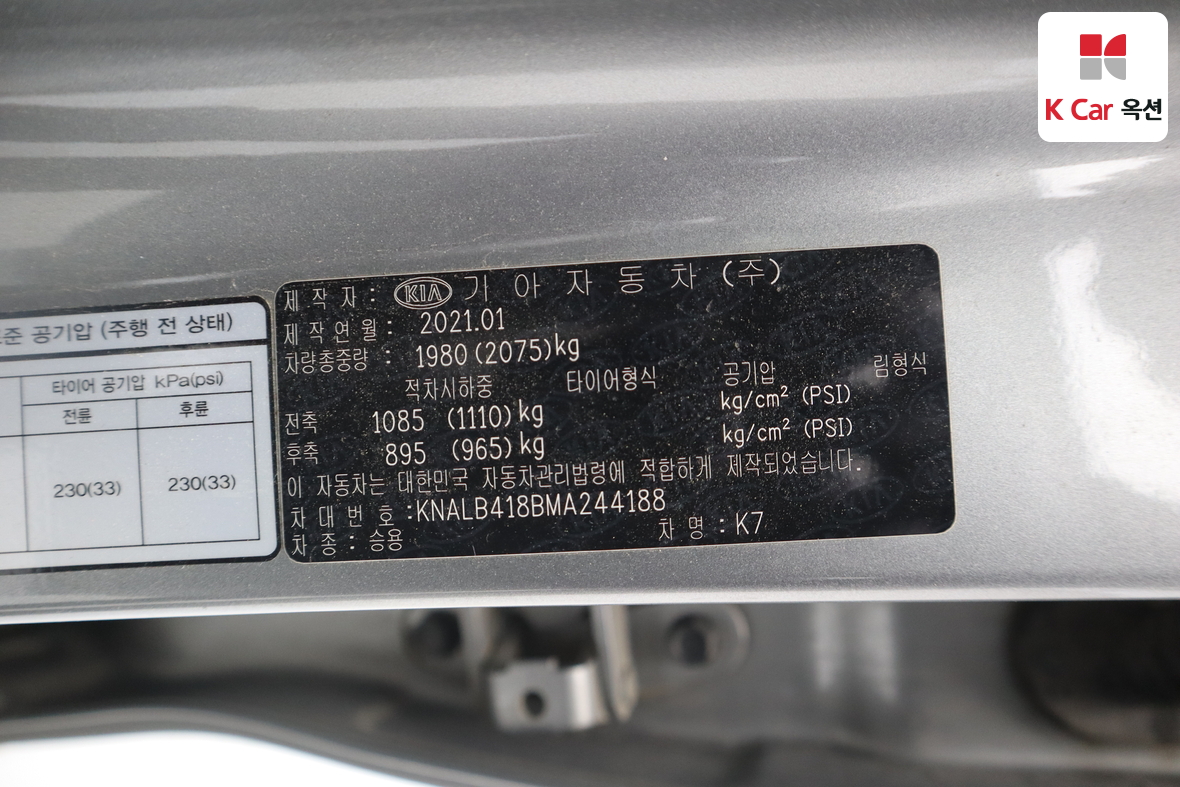 K Car 옥션
준 공기압 (주행 전 상태)
타이어 공기압 kPa(psi)
전륜 후륜
230(33) 230(33)
제 작 자 : KIA 기 아 자 동 차 (주)
제 작 연 월 : 2021.01
차량총중량 : 1980 (2075)kg
적차시하중 타이어형식 공기압 림형식
전축 1085 (1110) kg kg/cm² (PSI)
후축 895 (965) kg kg/cm² (PSI)
이 자동차는 대한민국 자동차관리법령에 적합하게 제작되었습니다.
차 대 번 호 :KNALB418BMA244188
차 종 : 승용 차 명 : K7